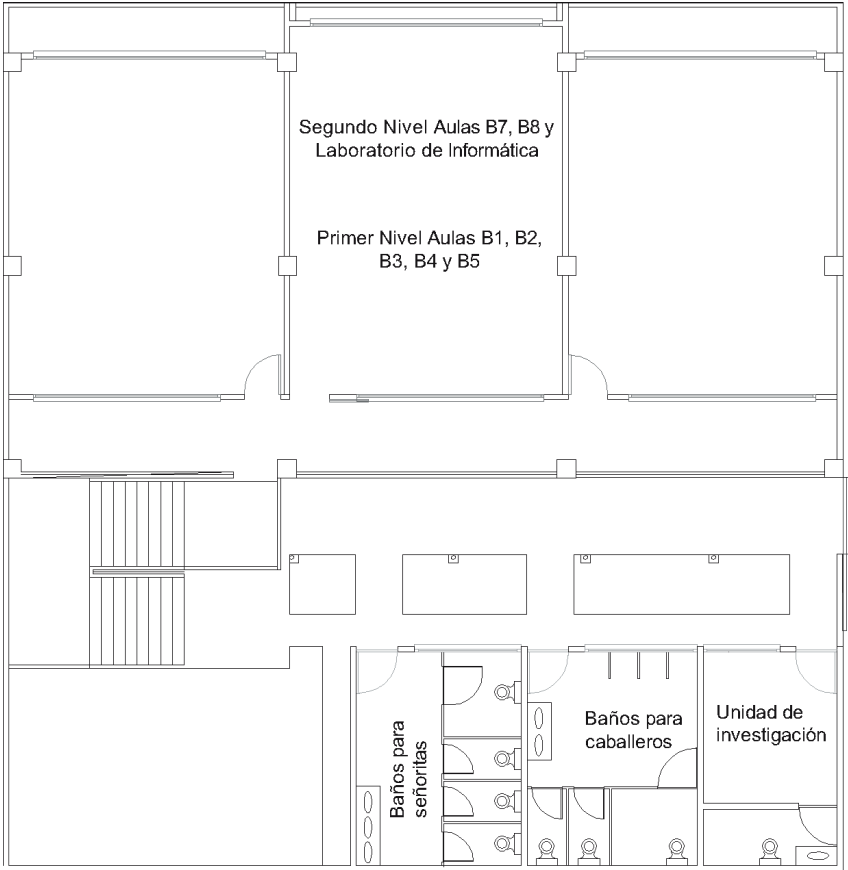 Segundo Nivel Aulas B7, B8 y
Laboratorio de Informática
Primer Nivel Aulas B1, B2,
B3, B4 y B5
Baños para
señoritas
Baños para
caballeros
Unidad de
investigación